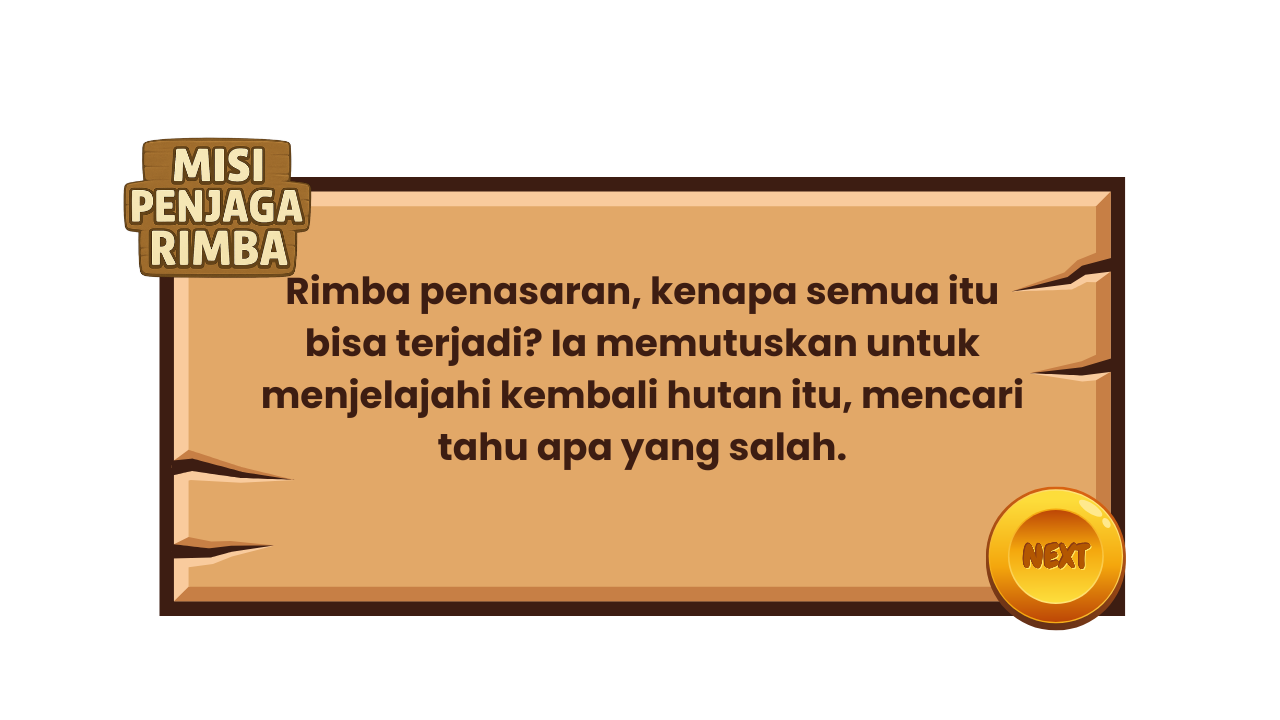 MISI
PENJAGA
RIMBA
Rimba penasaran, kenapa semua itu
bisa terjadi? Ia memutuskan untuk
menjelajahi kembali hutan itu, mencari
tahu apa yang salah.
NEXT